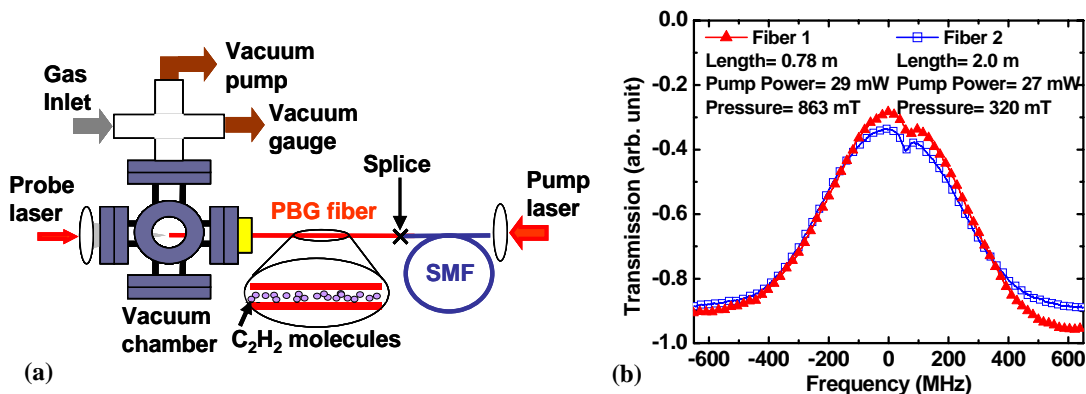 Vacuum
pump
Gas
Inlet
Vacuum
gauge
Splice
Probe
laser
PBG fiber
Pump
laser
SMF
Vacuum
chamber
C2H2 molecules
(a)
Fiber 1
Length= 0.78 m
Pump Power= 29 mW
Pressure= 863 mT
Fiber 2
Length= 2.0 m
Pump Power= 27 mW
Pressure= 320 mT
0.0
-0.2
-0.4
-0.6
-0.8
-1.0
Transmission (arb. unit)
-600 -400 -200 0 200 400 600
Frequency (MHz)
(b)